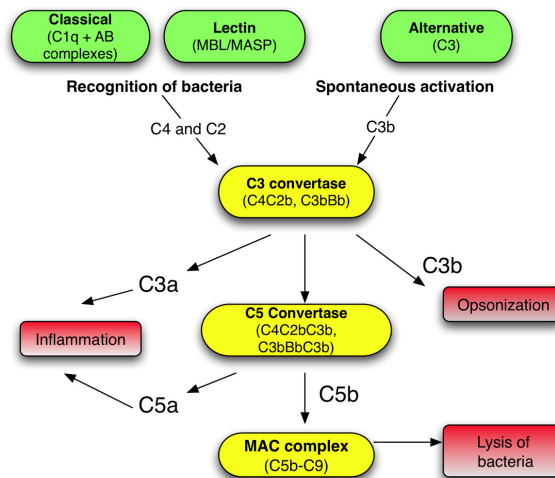 Classical
(C1q + AB
complexes)
Lectin
(MBL/MASP)
Alternative
(C3)
Recognition of bacteria
Spontaneous activation
C4 and C2
C3b
C3 convertase
(C4C2b, C3bBb)
C3a
C3b
Opsonization
Inflammation
C5 Convertase
(C4C2bC3b,
C3bBbC3b)
C5a
C5b
MAC complex
(C5b-C9)
Lysis of
bacteria